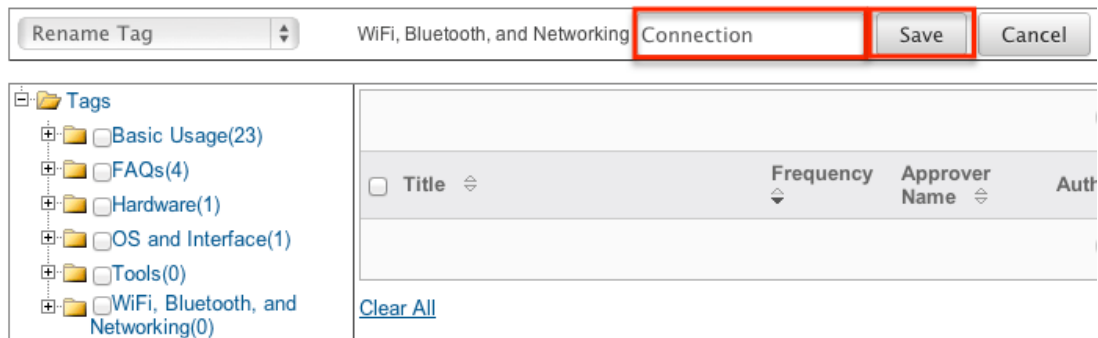 Rename Tag WiFi, Bluetooth, and Networking Connection Save Cancel
Tags
Basic Usage(23)
FAQs(4)
Hardware(1)
OS and Interface(1)
Tools(0)
WiFi, Bluetooth, and
Networking(0)
Title Frequency Approver
Name
Clear All